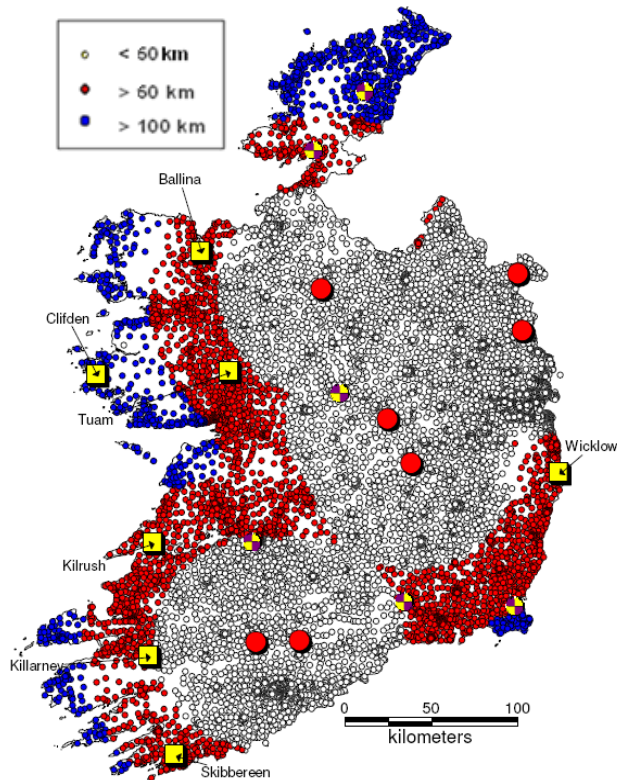 < 60 km
> 60 km
> 100 km
Ballina
Clifden
Tuam
Wicklow
Kilrush
Killarney
0 50 100
kilometers
Skibbereen